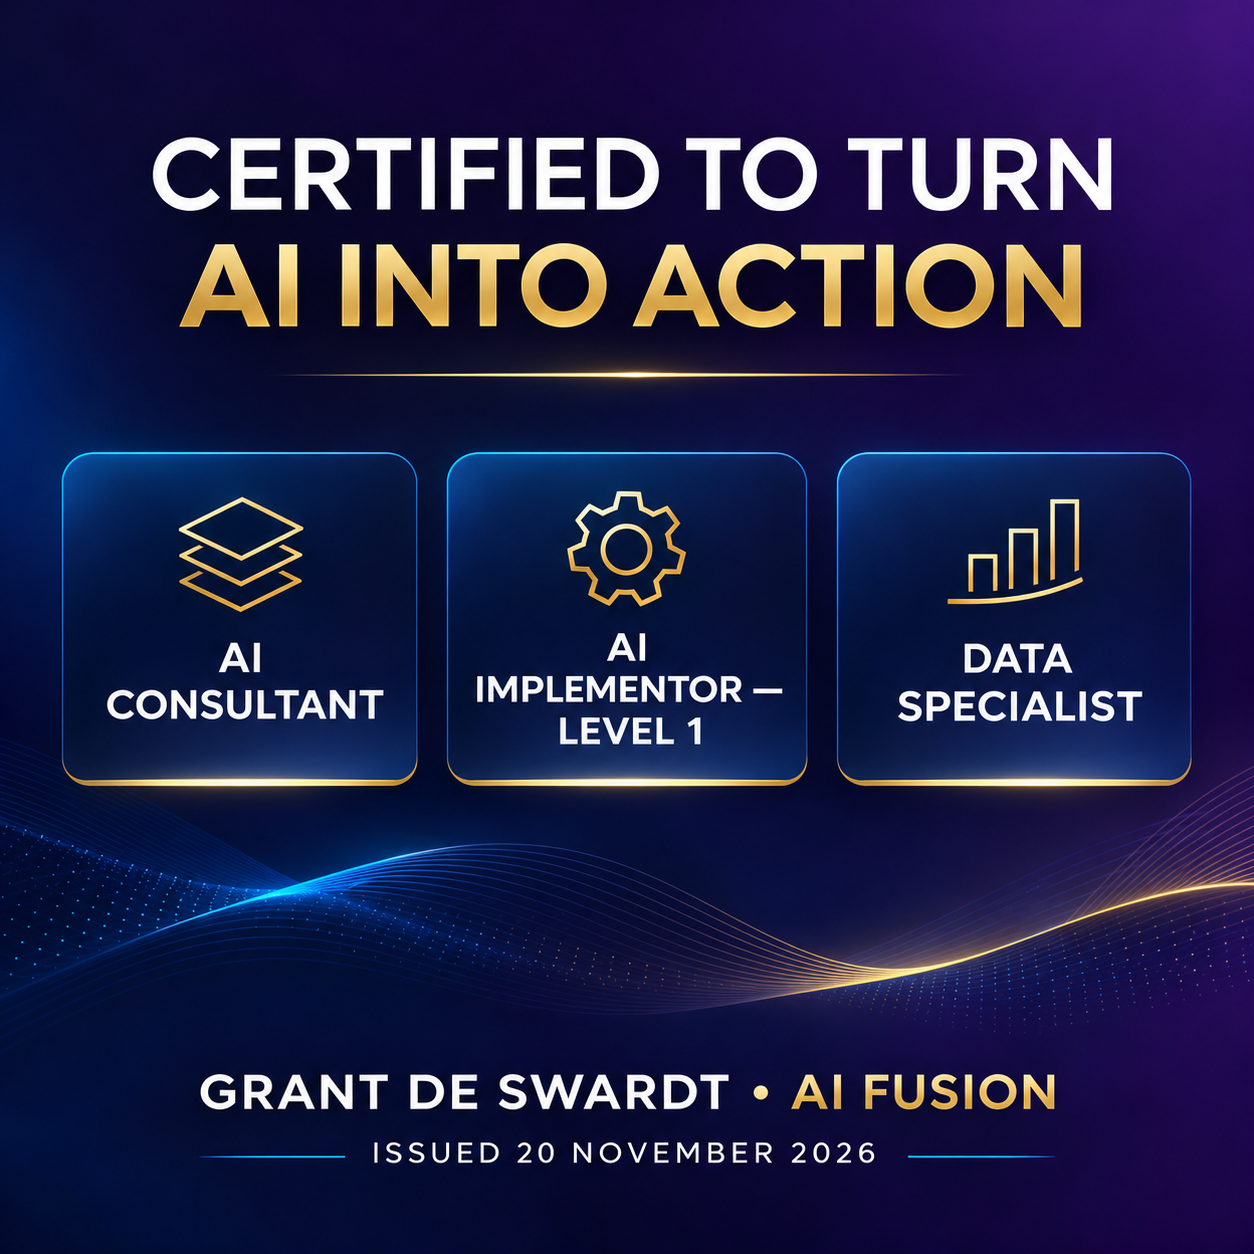 CERTIFIED TO TURN
AI INTO ACTION
AI
CONSULTANT
AI
IMPLEMENTOR —
LEVEL 1
DATA
SPECIALIST
GRANT DE SWARDT • AI FUSION
ISSUED 20 NOVEMBER 2026